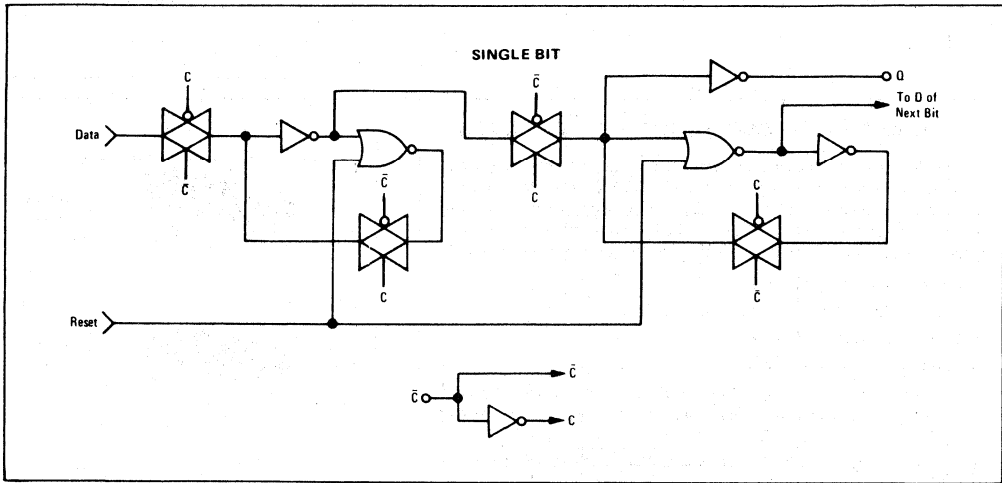 SINGLE BIT
C
C̄
Q
To D of
Next Bit
Data
C̄
C
C̄
C
C
C̄
Reset
C̄
C̄
C